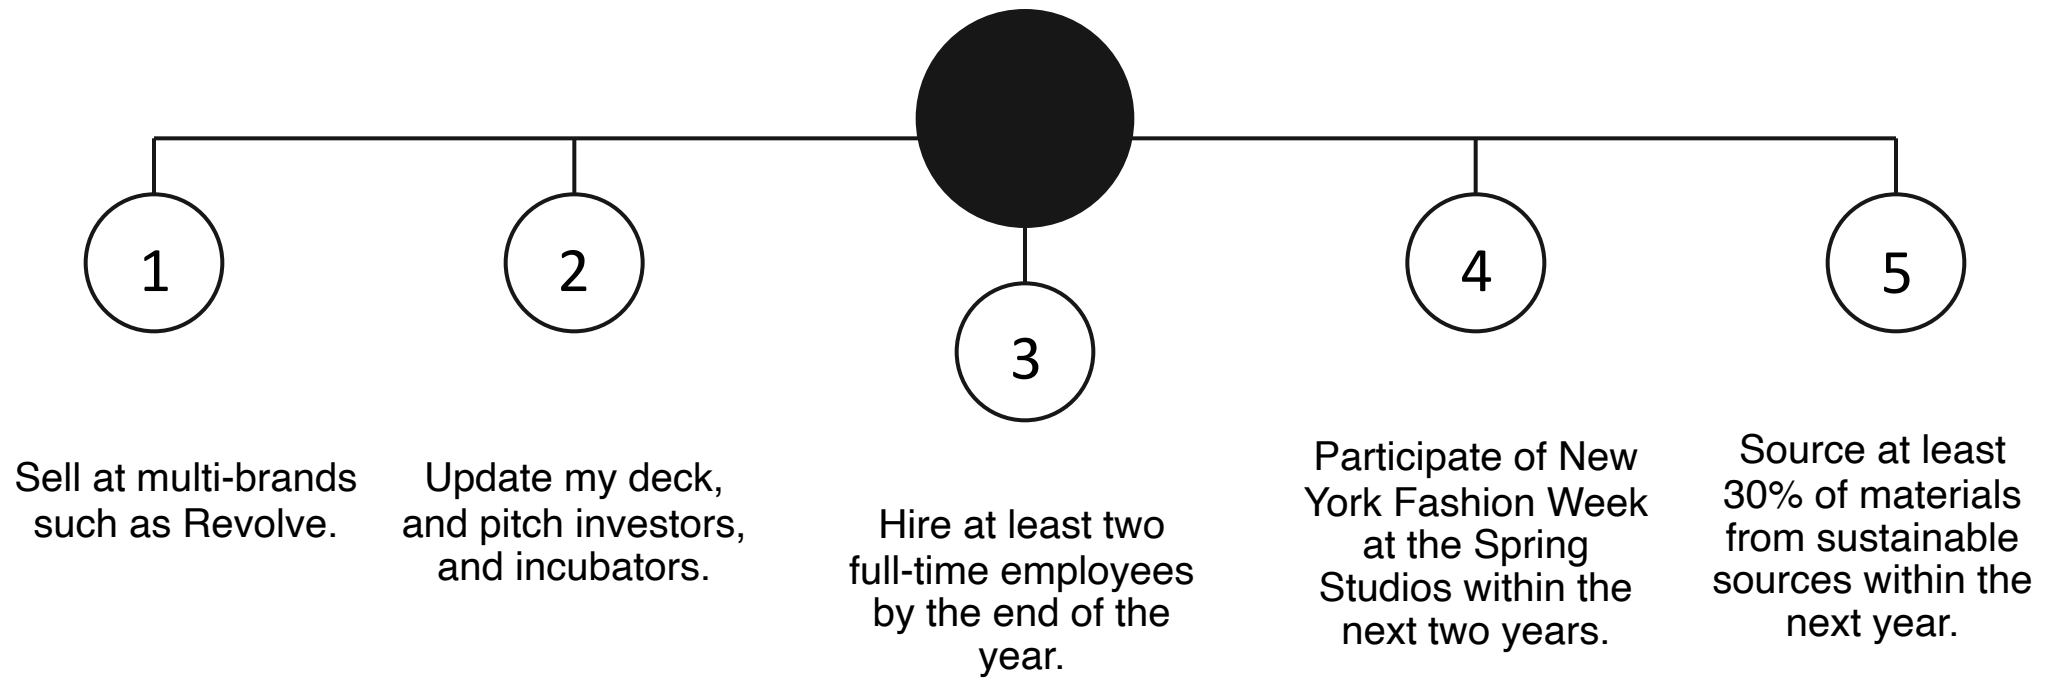 1
Sell at multi-brands
such as Revolve.
2
Update my deck,
and pitch investors,
and incubators.
3
Hire at least two
full-time employees
by the end of the
year.
4
Participate of New
York Fashion Week
at the Spring
Studios within the
next two years.
5
Source at least
30% of materials
from sustainable
sources within the
next year.